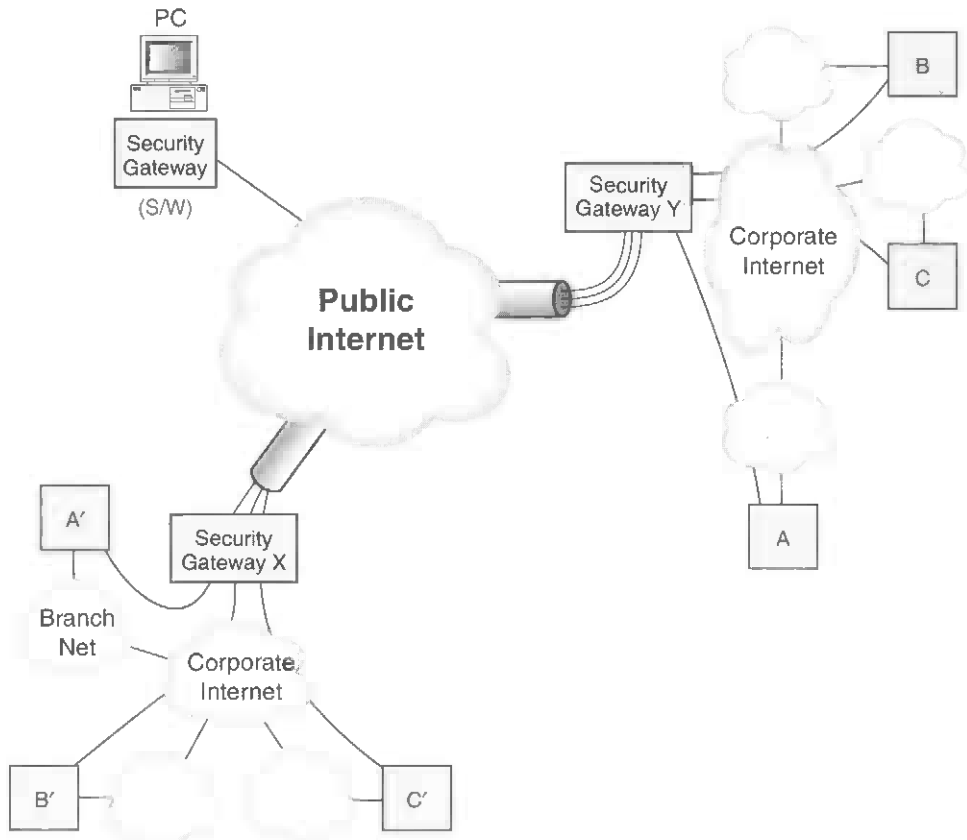 PC
Security
Gateway
(S/W)
B
Security
Gateway Y
Corporate
Internet
C
Public
Internet
A
A′
Security
Gateway X
Branch
Net
Corporate
Internet
B′
C′